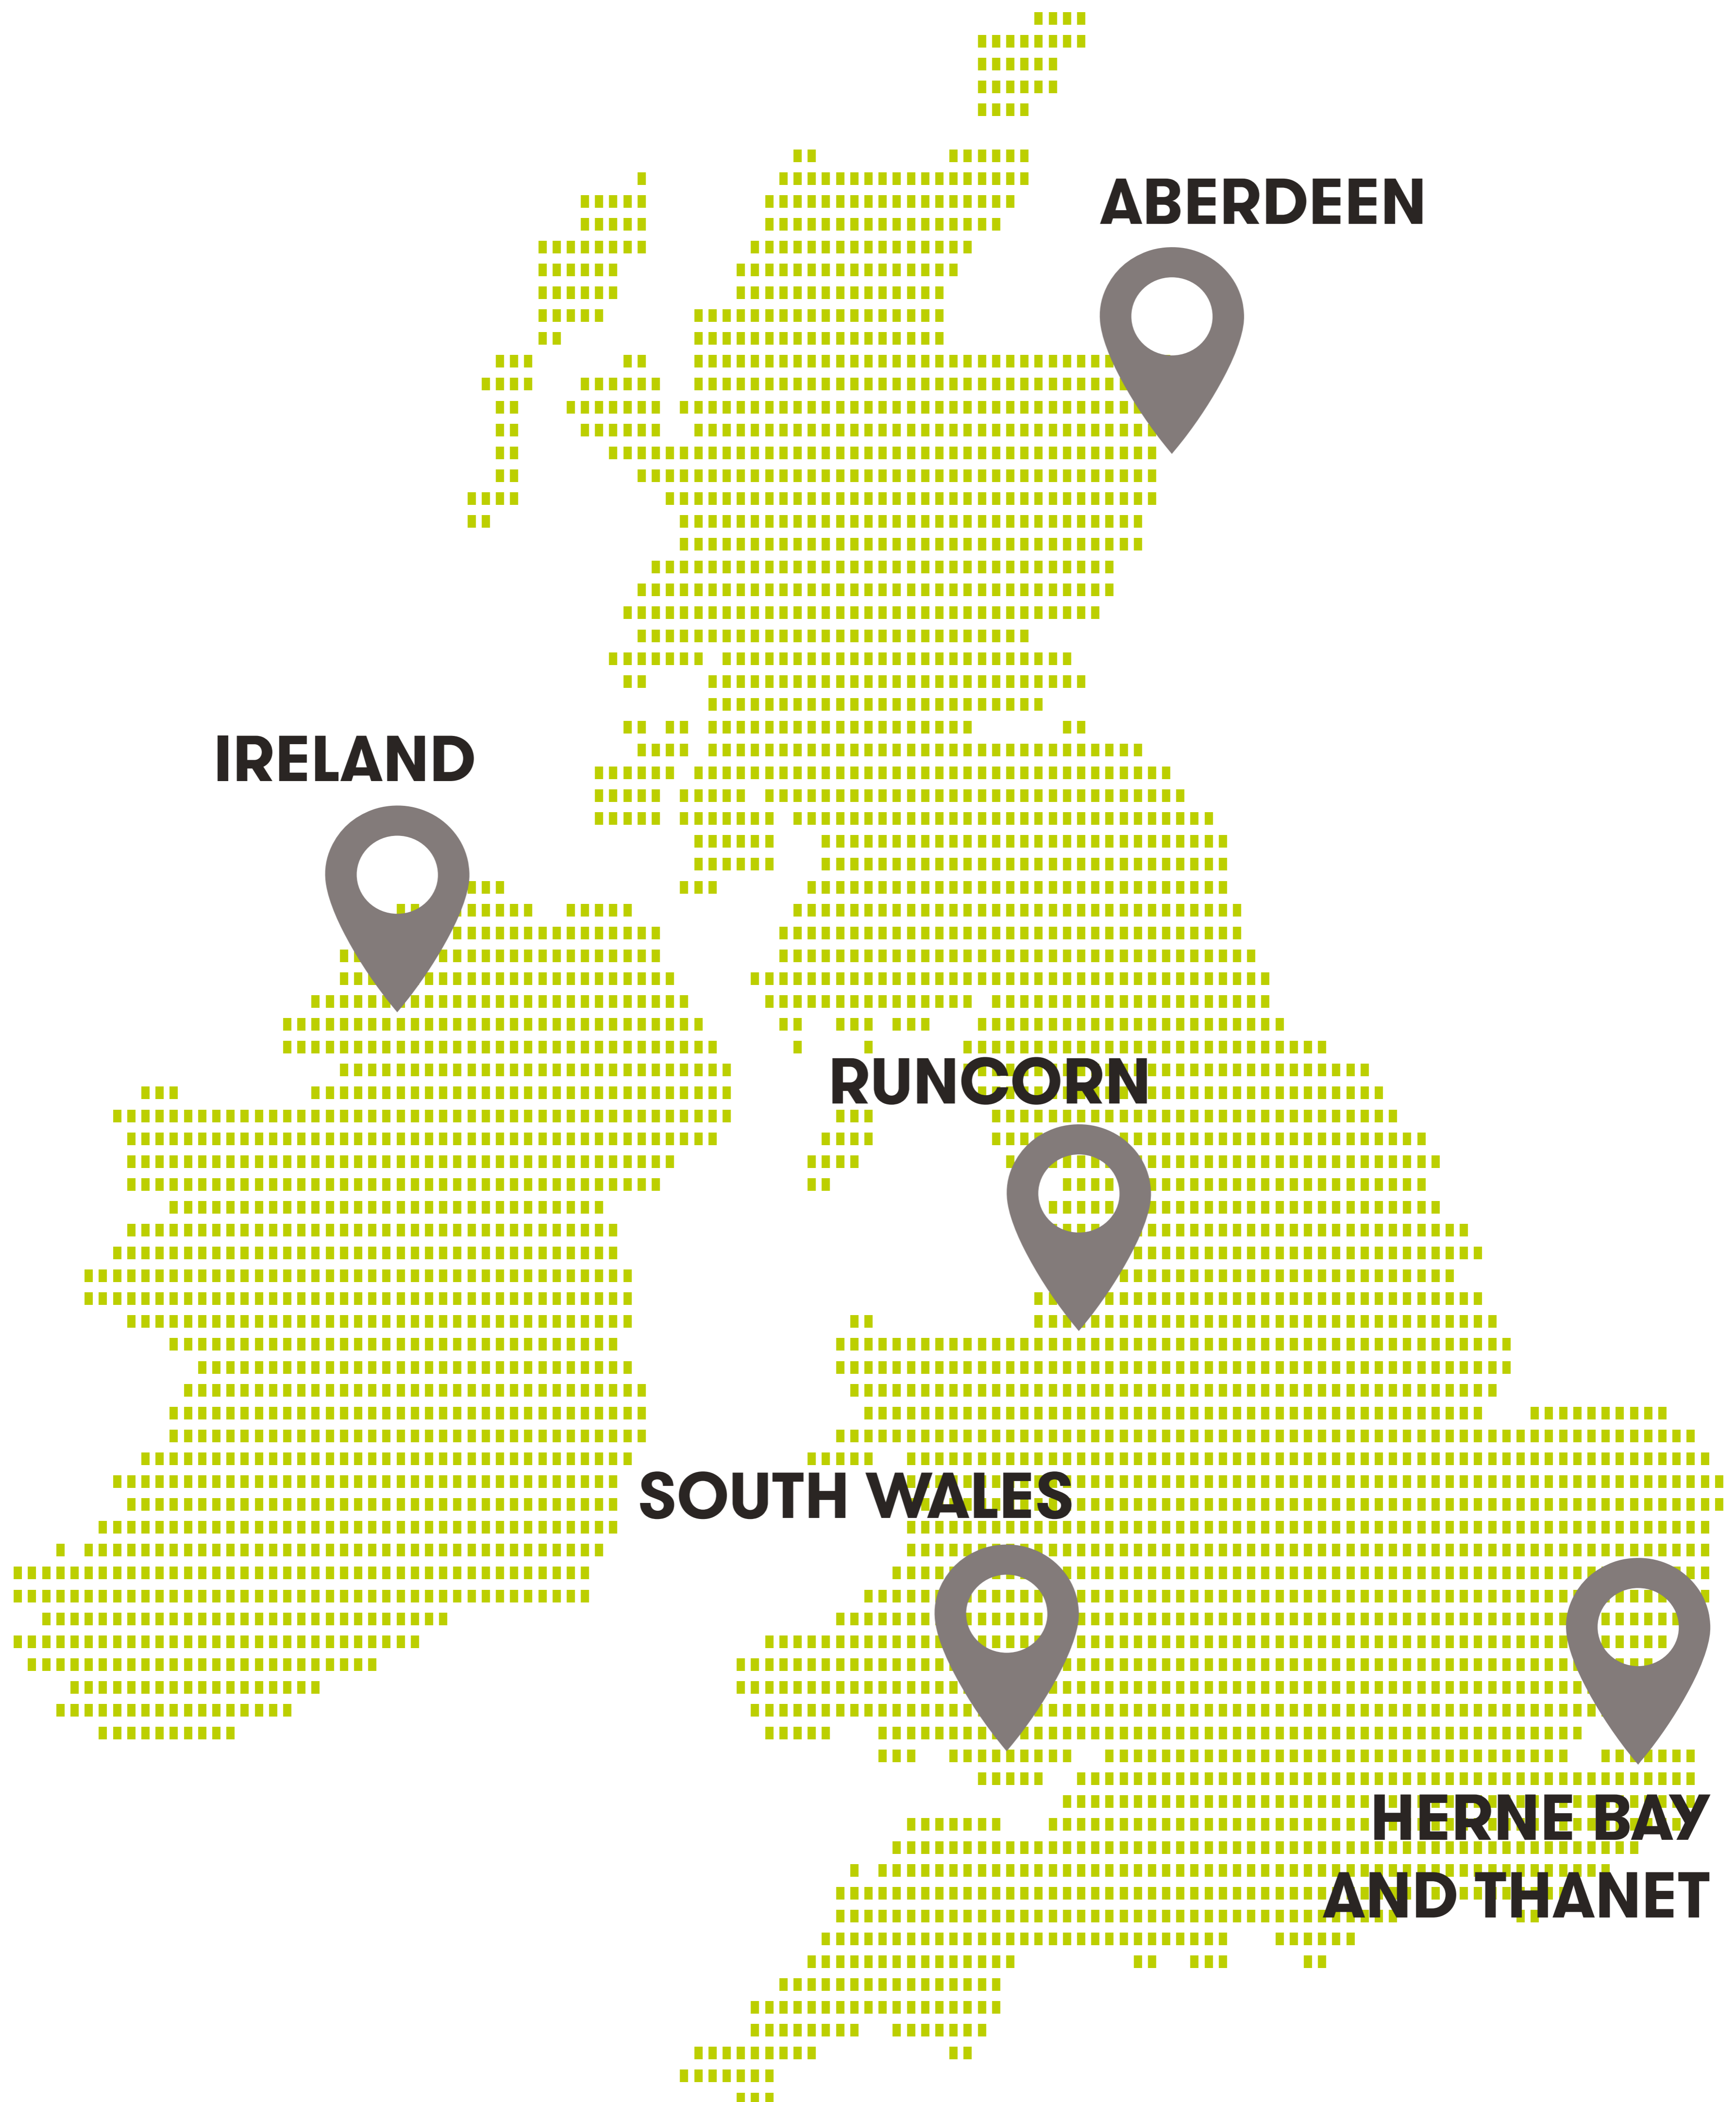 ABERDEEN
IRELAND
RUNCORN
SOUTH WALES
HERNE BAY
AND THANET